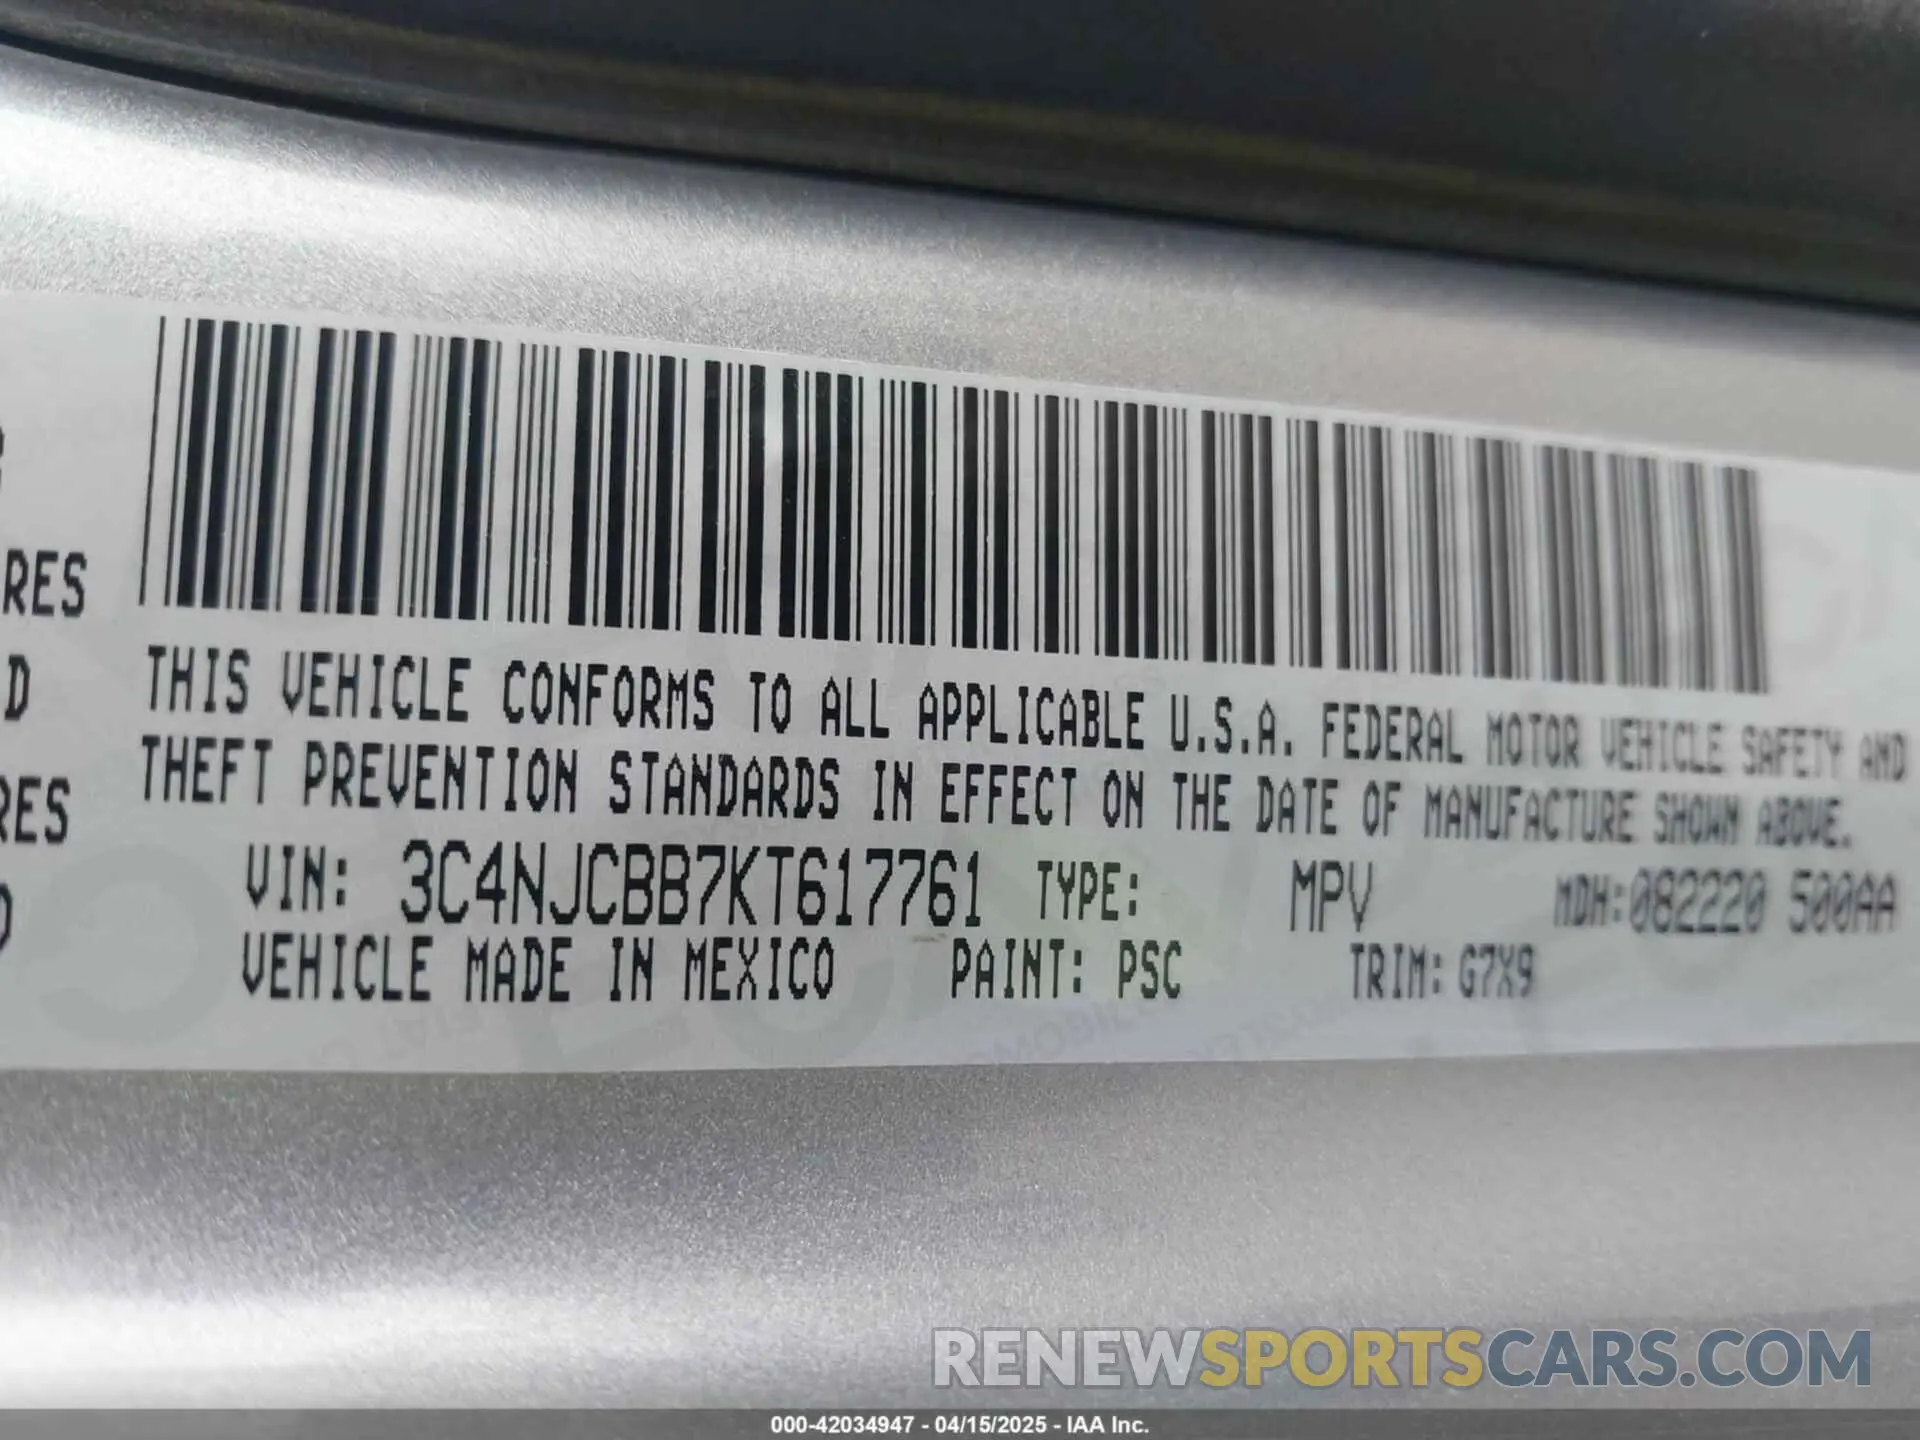 RES
D
RES
THIS VEHICLE CONFORMS TO ALL APPLICABLE U.S.A. FEDERAL MOTOR VEHICLE SAFETY AND
THEFT PREVENTION STANDARDS IN EFFECT ON THE DATE OF MANUFACTURE SHOWN ABOVE.
VIN: 3C4NJCBB7KT617761 TYPE: MPV MDH:082220 500AA
VEHICLE MADE IN MEXICO PAINT: PSC TRIM: G7X9
RENEWSPORTSCARS.COM
000-42034947 - 04/15/2025 - IAA Inc.